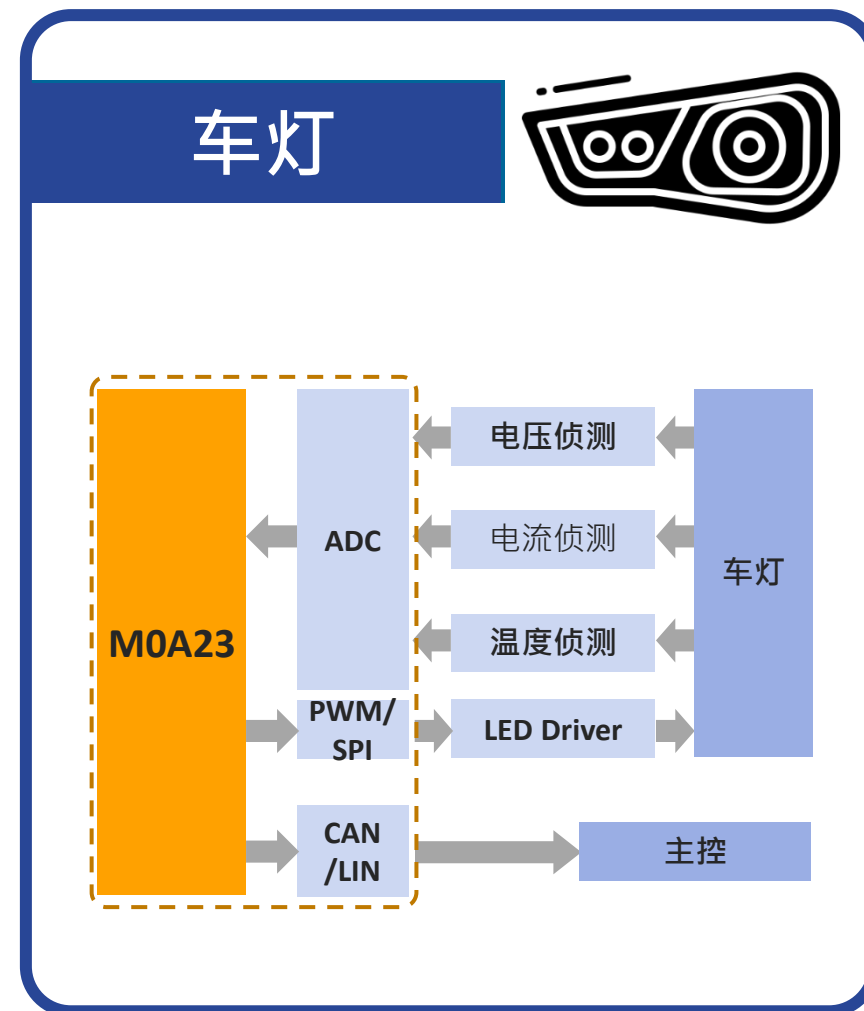 车灯
电压侦测
ADC
电流侦测
车灯
M0A23
温度侦测
PWM/
SPI
LED Driver
CAN
/LIN
主控